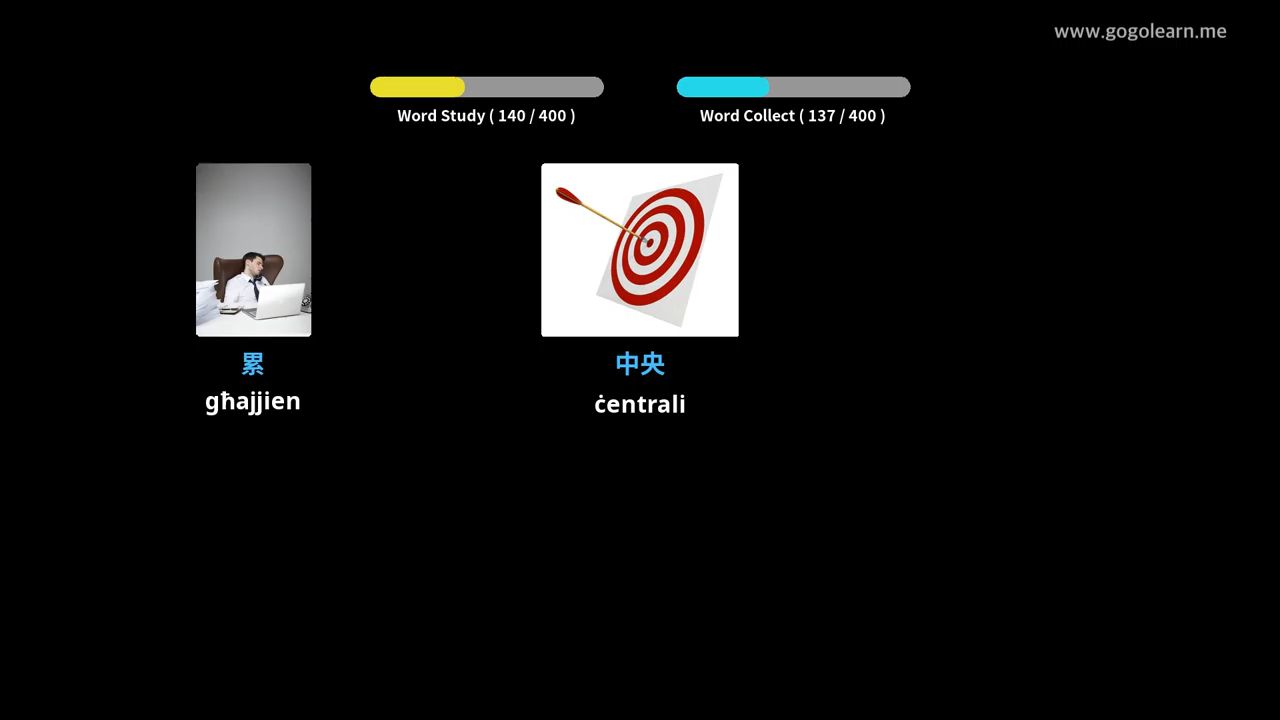 www.gogolearn.me
Word Study ( 140 / 400 )
Word Collect ( 137 / 400 )
累
għajjien
中央
ċentrali